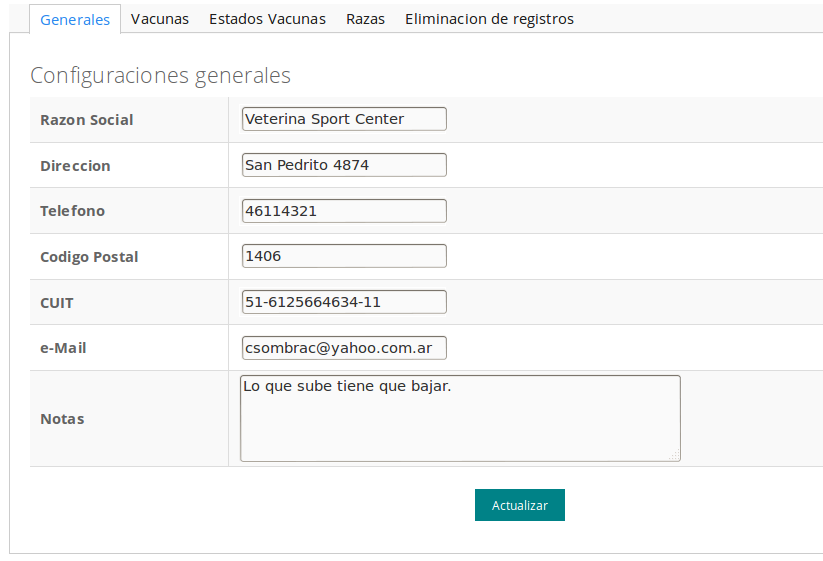 Generales Vacunas Estados Vacunas Razas Eliminacion de registros
Configuraciones generales
Razon Social Veterina Sport Center
Direccion San Pedrito 4874
Telefono 46114321
Codigo Postal 1406
CUIT 51-6125664634-11
e-Mail csombrac@yahoo.com.ar
Notas Lo que sube tiene que bajar.
Actualizar